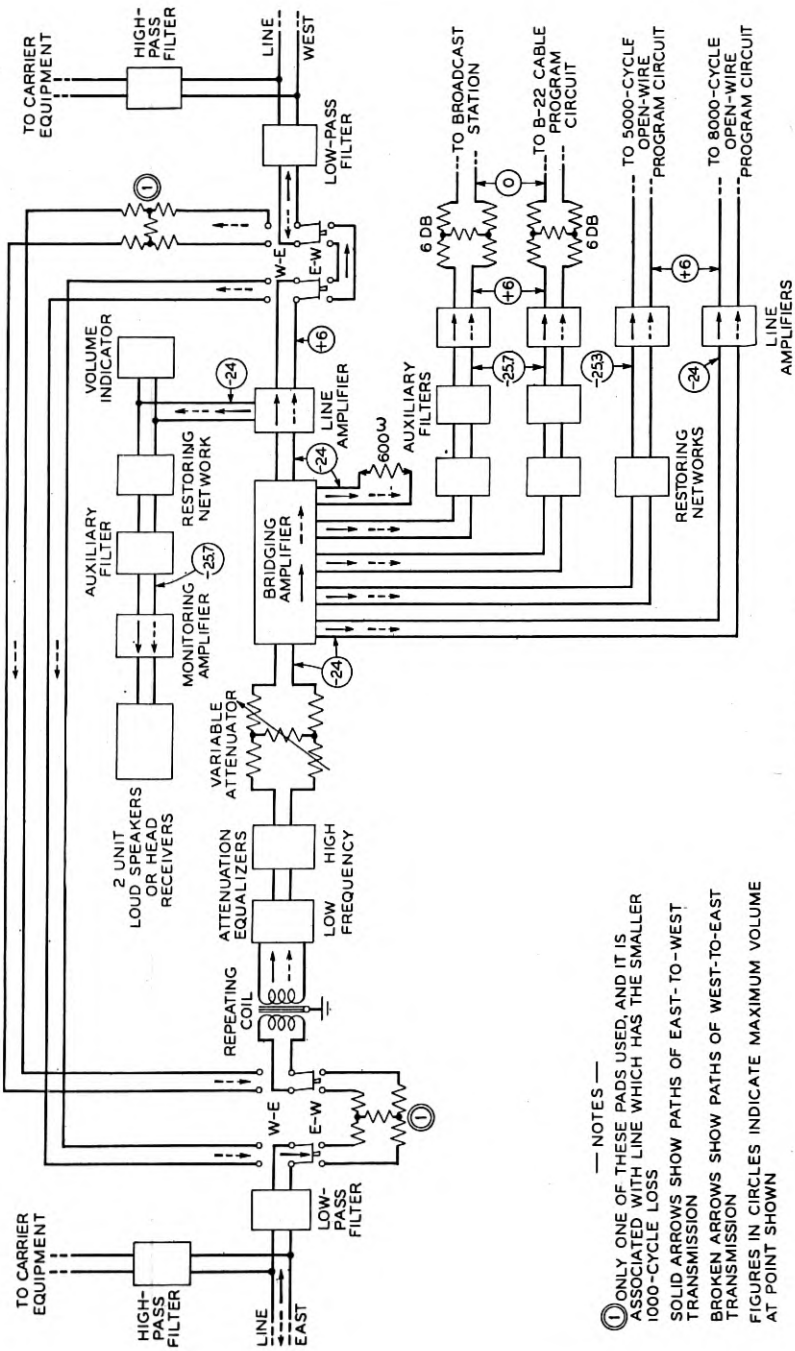 TO CARRIER
EQUIPMENT
HIGH-
PASS
FILTER
LINE
EAST
LOW-
PASS
FILTER
W-E
E-W
1
REPEATING
COIL
ATTENUATION
EQUALIZERS
LOW
FREQUENCY
HIGH
VARIABLE
ATTENUATOR
-24
BRIDGING
AMPLIFIER
-24
-24
600ω
LINE
AMPLIFIER
-24
+6
2 UNIT
LOUD SPEAKERS
OR HEAD
RECEIVERS
MONITORING
AMPLIFIER
-25.7
AUXILIARY
FILTER
RESTORING
NETWORK
VOLUME
INDICATOR
W-E
E-W
1
LOW-PASS
FILTER
LINE
WEST
HIGH-
PASS
FILTER
TO CARRIER
EQUIPMENT
AUXILIARY
FILTERS
-25.7
+6
6 DB
6 DB
0
TO BROADCAST
STATION
TO B-22 CABLE
PROGRAM
CIRCUIT
RESTORING
NETWORKS
-25.3
-24
+6
TO 5000-CYCLE
OPEN-WIRE
PROGRAM CIRCUIT
TO 8000-CYCLE
OPEN-WIRE
PROGRAM CIRCUIT
LINE
AMPLIFIERS
— NOTES —
1 ONLY ONE OF THESE PADS USED, AND IT IS
ASSOCIATED WITH LINE WHICH HAS THE SMALLER
1000-CYCLE LOSS
SOLID ARROWS SHOW PATHS OF EAST-TO-WEST
TRANSMISSION
BROKEN ARROWS SHOW PATHS OF WEST-TO-EAST
TRANSMISSION
FIGURES IN CIRCLES INDICATE MAXIMUM VOLUME
AT POINT SHOWN